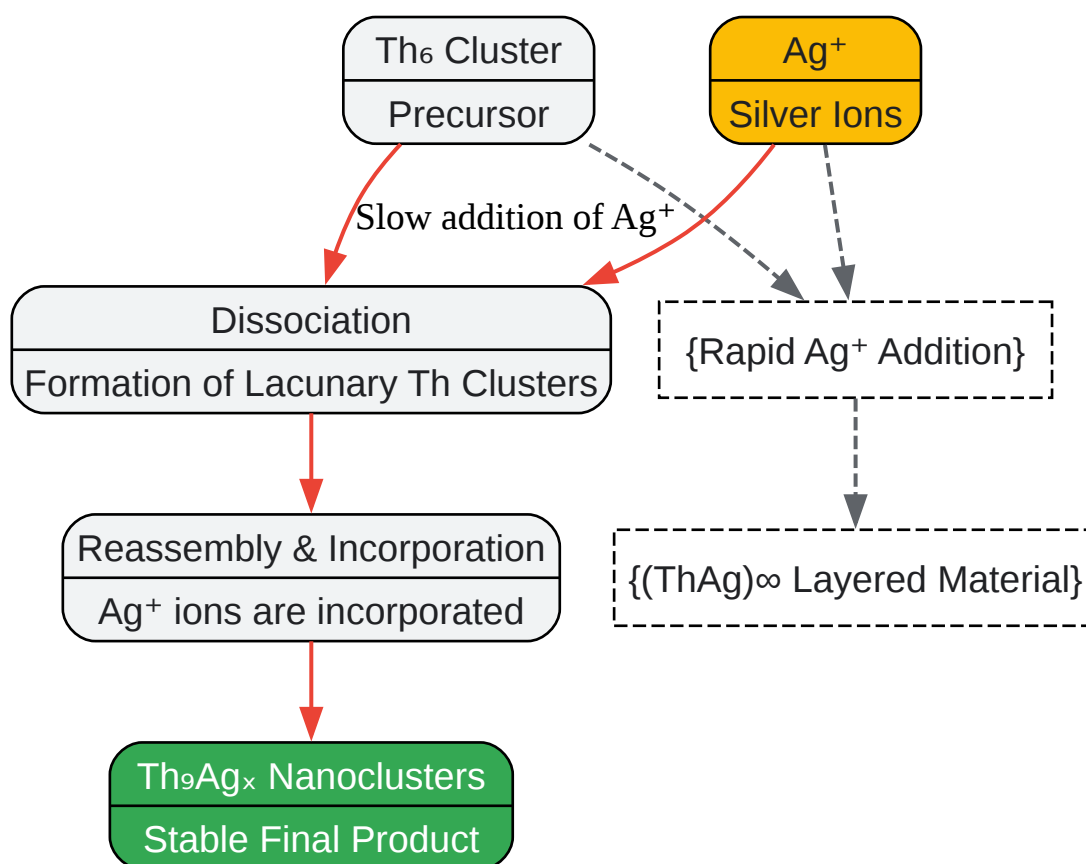 Th₆ Cluster
Precursor
Ag⁺
Silver Ions
Slow addition of Ag⁺
Dissociation
Formation of Lacunary Th Clusters
{Rapid Ag⁺ Addition}
Reassembly & Incorporation
Ag⁺ ions are incorporated
{(ThAg)∞ Layered Material}
Th₉Agₓ Nanoclusters
Stable Final Product